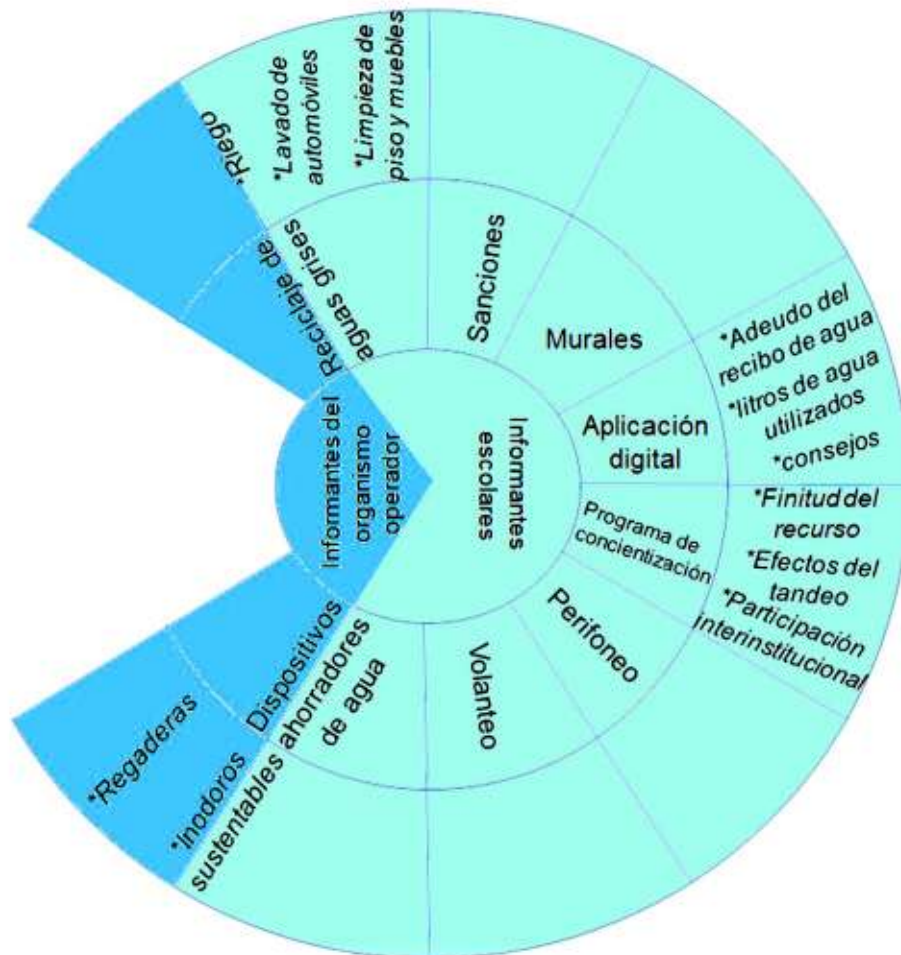 *Riego
*Lavado de
automóviles
*Limpieza de
piso y muebles
Reciclaje de
aguas grises
Sanciones
Murales
*Adeudo del
recibo de agua
*litros de agua
utilizados
*consejos
Aplicación
digital
Informantes del
organismo
operador
Informantes
escolares
Programa de
concientización
*Finitud del
recurso
*Efectos del
tandeo
*Participación
interinstitucional
Perifoneo
Volanteo
Dispositivos
ahorradores
de agua
*Regaderas
*Inodoros
sustentables